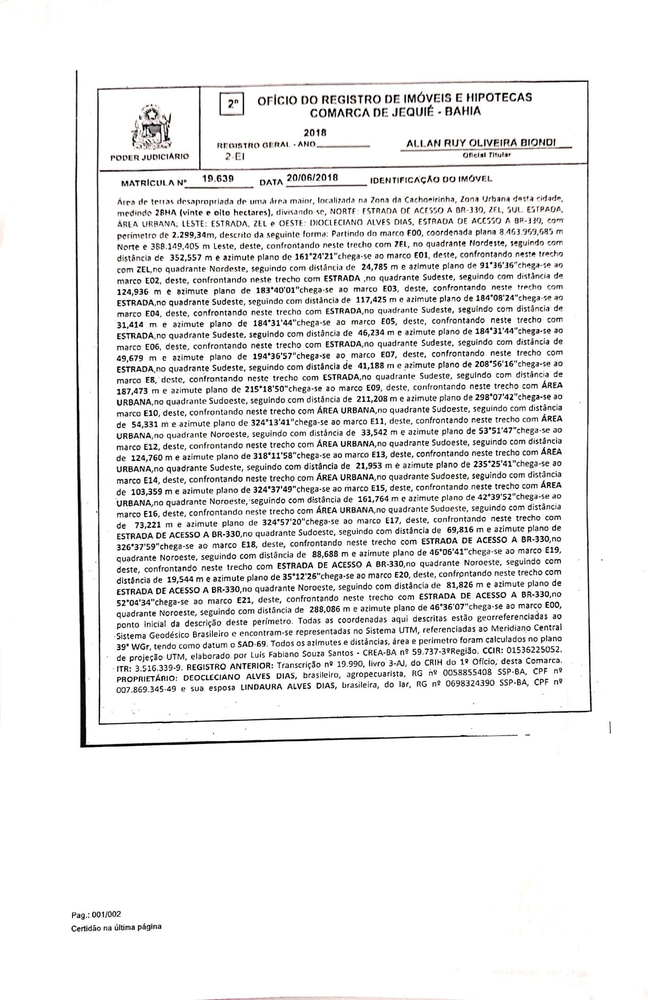 2º
OFÍCIO DO REGISTRO DE IMÓVEIS E HIPOTECAS
COMARCA DE JEQUIÉ - BAHIA
2018
REGISTRO GERAL - ANO
2-EI
ALLAN RUY OLIVEIRA BIONDI
Oficial Titular
PODER JUDICIÁRIO
MATRÍCULA Nº 19.639 DATA 20/06/2018 IDENTIFICAÇÃO DO IMÓVEL
Área de terras desapropriada de uma área maior, localizada na Zona da Cachoeirinha, Zona Urbana desta cidade,
medindo 28HA (vinte e oito hectares), divisando-se, NORTE: ESTRADA DE ACESSO A BR-330, ZEL, SUL. ESTRADA,
ÁREA URBANA; LESTE: ESTRADA, ZEL e OESTE: DIOCLECIANO ALVES DIAS, ESTRADA DE ACESSO A BR-330, com
perímetro de 2.299,34m, descrito da seguinte forma: Partindo do marco E00, coordenada plana 8.463.969,685 m
Norte e 388.149,405 m Leste, deste, confrontando neste trecho com ZEL, no quadrante Nordeste, seguindo com
distância de 352,557 m e azimute plano de 161°24'21"chega-se ao marco E01, deste, confrontando neste trecho
com ZEL,no quadrante Nordeste, seguindo com distância de 24,785 m e azimute plano de 91°36'36"chega-se ao
marco E02, deste, confrontando neste trecho com ESTRADA ,no quadrante Sudeste, seguindo com distância de
124,936 m e azimute plano de 183°40'01"chega-se ao marco E03, deste, confrontando neste trecho com
ESTRADA,no quadrante Sudeste, seguindo com distância de 117,425 m e azimute plano de 184°08'24"chega-se ao
marco E04, deste, confrontando neste trecho com ESTRADA,no quadrante Sudeste, seguindo com distância de
31,414 m e azimute plano de 184°31'44"chega-se ao marco E05, deste, confrontando neste trecho com
ESTRADA,no quadrante Sudeste, seguindo com distância de 46,234 m e azimute plano de 184°31'44"chega-se ao
marco E06, deste, confrontando neste trecho com ESTRADA,no quadrante Sudeste, seguindo com distância de
49,679 m e azimute plano de 194°36'57"chega-se ao marco E07, deste, confrontando neste trecho com
ESTRADA,no quadrante Sudeste, seguindo com distância de 41,188 m e azimute plano de 208°56'16"chega-se ao
marco E8, deste, confrontando neste trecho com ESTRADA,no quadrante Sudeste, seguindo com distância de
187,473 m e azimute plano de 215°18'50"chega-se ao marco E09, deste, confrontando neste trecho com ÁREA
URBANA,no quadrante Sudoeste, seguindo com distância de 211,208 m e azimute plano de 298°07'42"chega-se ao
marco E10, deste, confrontando neste trecho com ÁREA URBANA,no quadrante Sudoeste, seguindo com distância
de 54,331 m e azimute plano de 324°13'41"chega-se ao marco E11, deste, confrontando neste trecho com ÁREA
URBANA,no quadrante Noroeste, seguindo com distância de 33,542 m e azimute plano de 53°51'47"chega-se ao
marco E12, deste, confrontando neste trecho com ÁREA URBANA,no quadrante Sudoeste, seguindo com distância
de 124,760 m e azimute plano de 318°11'58"chega-se ao marco E13, deste, confrontando neste trecho com ÁREA
URBANA,no quadrante Sudeste, seguindo com distância de 21,953 m e azimute plano de 235°25'41"chega-se ao
marco E14, deste, confrontando neste trecho com ÁREA URBANA,no quadrante Sudoeste, seguindo com distância
de 103,359 m e azimute plano de 324°37'49"chega-se ao marco E15, deste, confrontando neste trecho com ÁREA
URBANA,no quadrante Noroeste, seguindo com distância de 161,764 m e azimute plano de 42°39'52"chega-se ao
marco E16, deste, confrontando neste trecho com ÁREA URBANA,no quadrante Sudoeste, seguindo com distância
de 73,221 m e azimute plano de 324°57'20"chega-se ao marco E17, deste, confrontando neste trecho com
ESTRADA DE ACESSO A BR-330,no quadrante Sudoeste, seguindo com distância de 69,816 m e azimute plano de
326°37'59"chega-se ao marco E18, deste, confrontando neste trecho com ESTRADA DE ACESSO A BR-330,no
quadrante Noroeste, seguindo com distância de 88,688 m e azimute plano de 46°06'41"chega-se ao marco E19,
deste, confrontando neste trecho com ESTRADA DE ACESSO A BR-330,no quadrante Noroeste, seguindo com
distância de 19,544 m e azimute plano de 35°12'26"chega-se ao marco E20, deste, confrontando neste trecho com
ESTRADA DE ACESSO A BR-330,no quadrante Noroeste, seguindo com distância de 81,826 m e azimute plano de
52°04'34"chega-se ao marco E21, deste, confrontando neste trecho com ESTRADA DE ACESSO A BR-330,no
quadrante Noroeste, seguindo com distância de 288,086 m e azimute plano de 46°36'07"chega-se ao marco E00,
ponto inicial da descrição deste perímetro. Todas as coordenadas aqui descritas estão georreferenciadas ao
Sistema Geodésico Brasileiro e encontram-se representadas no Sistema UTM, referenciadas ao Meridiano Central
39° WGr, tendo como datum o SAD-69. Todos os azimutes e distâncias, área e perímetro foram calculados no plano
de projeção UTM, elaborado por Luís Fabiano Souza Santos - CREA-BA nº 59.737-3ºRegião. CCIR: 01536225052.
ITR: 3.516.339-9. REGISTRO ANTERIOR: Transcrição nº 19.990, livro 3-AJ, do CRIH do 1º Ofício, desta Comarca.
PROPRIETÁRIO: DEOCLECIANO ALVES DIAS, brasileiro, agropecuarista, RG nº 0058855408 SSP-BA, CPF nº
007.869.345-49 e sua esposa LINDAURA ALVES DIAS, brasileira, do lar, RG nº 0698324390 SSP-BA, CPF nº
Pag.: 001/002
Certidão na última página